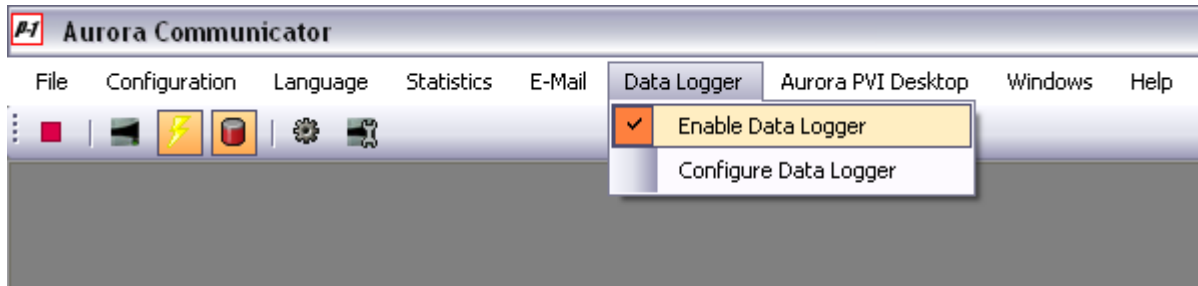 P-1 Aurora Communicator
File Configuration Language Statistics E-Mail Data Logger Aurora PVI Desktop Windows Help
Enable Data Logger
Configure Data Logger